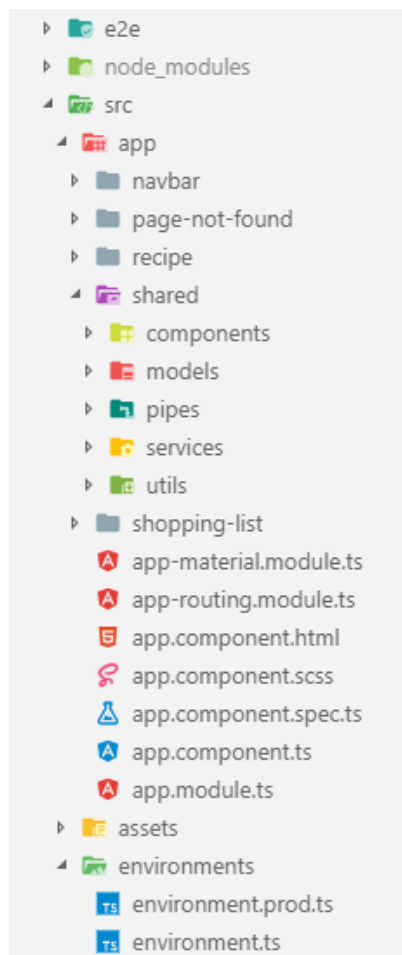 e2e
node_modules
src
app
navbar
page-not-found
recipe
shared
components
models
pipes
services
utils
shopping-list
app-material.module.ts
app-routing.module.ts
app.component.html
app.component.scss
app.component.spec.ts
app.component.ts
app.module.ts
assets
environments
environment.prod.ts
environment.ts